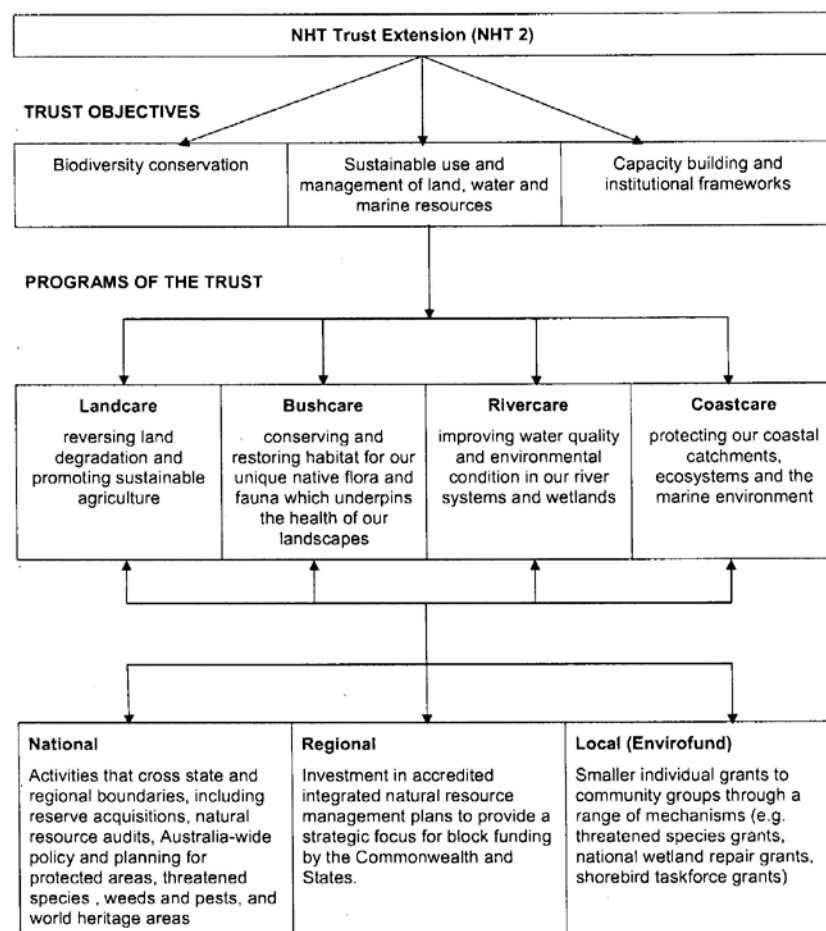 NHT Trust Extension (NHT 2)
TRUST OBJECTIVES
Biodiversity conservation
Sustainable use and
management of land, water and
marine resources
Capacity building and
institutional frameworks
PROGRAMS OF THE TRUST
Landcare
reversing land
degradation and
promoting sustainable
agriculture
Bushcare
conserving and
restoring habitat for our
unique native flora and
fauna which underpins
the health of our
landscapes
Rivercare
improving water quality
and environmental
condition in our river
systems and wetlands
Coastcare
protecting our coastal
catchments,
ecosystems and the
marine environment
National
Activities that cross state and
regional boundaries, including
reserve acquisitions, natural
resource audits, Australia-wide
policy and planning for
protected areas, threatened
species , weeds and pests, and
world heritage areas
Regional
Investment in accredited
integrated natural resource
management plans to provide a
strategic focus for block funding
by the Commonwealth and
States.
Local (Envirofund)
Smaller individual grants to
community groups through a
range of mechanisms (e.g.
threatened species grants,
national wetland repair grants,
shorebird taskforce grants)